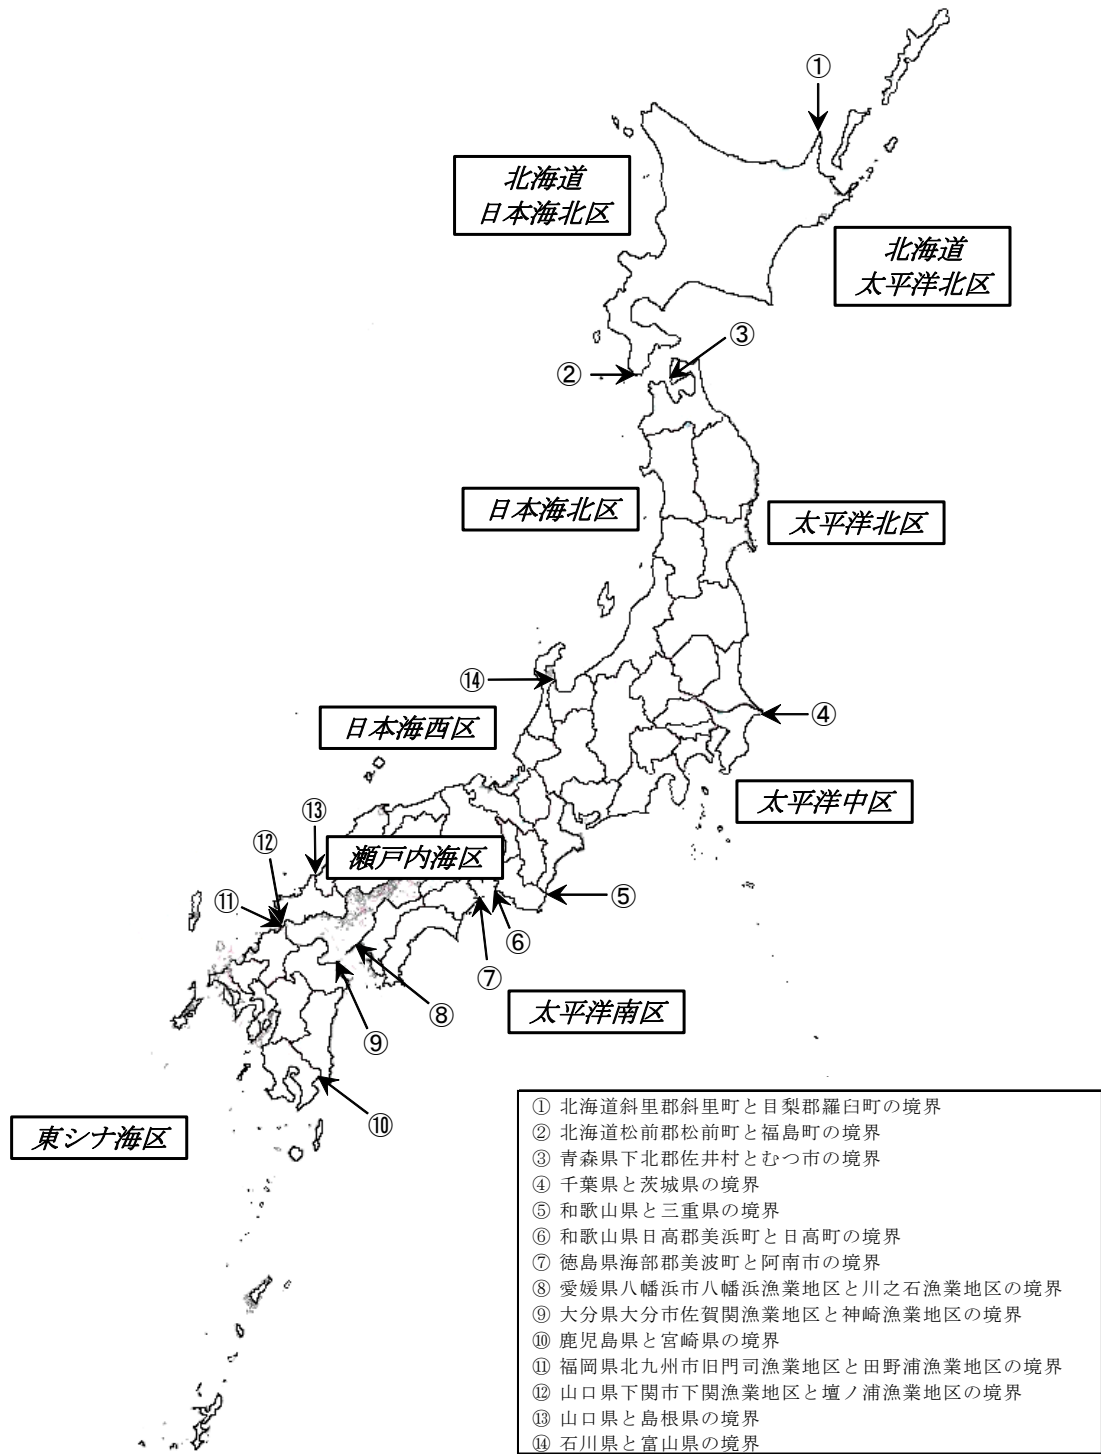 ①
北海道
日本海北区
北海道
太平洋北区
③
②
日本海北区
太平洋北区
⑭
日本海西区
④
太平洋中区
⑬
⑫
瀬戸内海区
⑪
⑤
⑥
⑦
太平洋南区
⑧
⑨
⑩
東シナ海区
① 北海道斜里郡斜里町と目梨郡羅臼町の境界
② 北海道松前郡松前町と福島町の境界
③ 青森県下北郡佐井村とむつ市の境界
④ 千葉県と茨城県の境界
⑤ 和歌山県と三重県の境界
⑥ 和歌山県日高郡美浜町と日高町の境界
⑦ 徳島県海部郡美波町と阿南市の境界
⑧ 愛媛県八幡浜市八幡浜漁業地区と川之石漁業地区の境界
⑨ 大分県大分市佐賀関漁業地区と神崎漁業地区の境界
⑩ 鹿児島県と宮崎県の境界
⑪ 福岡県北九州市旧門司漁業地区と田野浦漁業地区の境界
⑫ 山口県下関市下関漁業地区と壇ノ浦漁業地区の境界
⑬ 山口県と島根県の境界
⑭ 石川県と富山県の境界